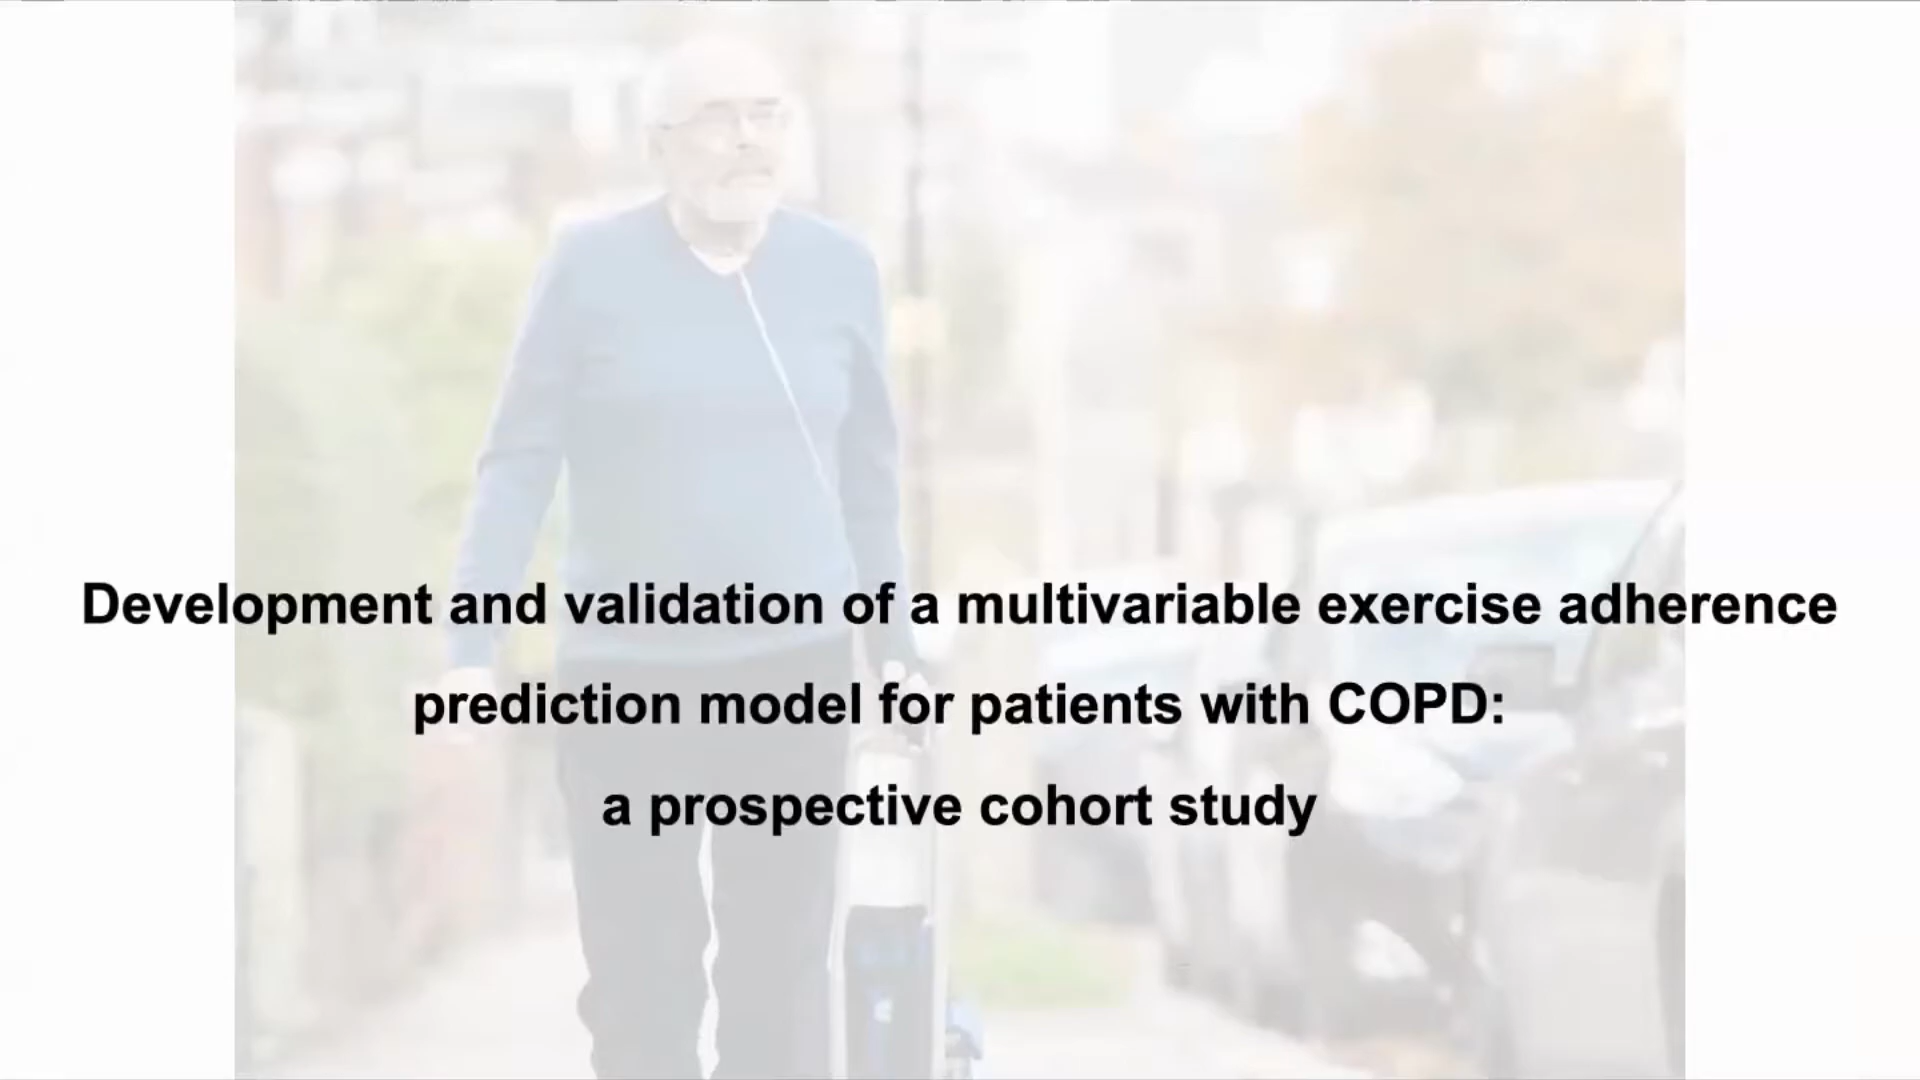 Development and validation of a multivariable exercise adherence
prediction model for patients with COPD:
a prospective cohort study